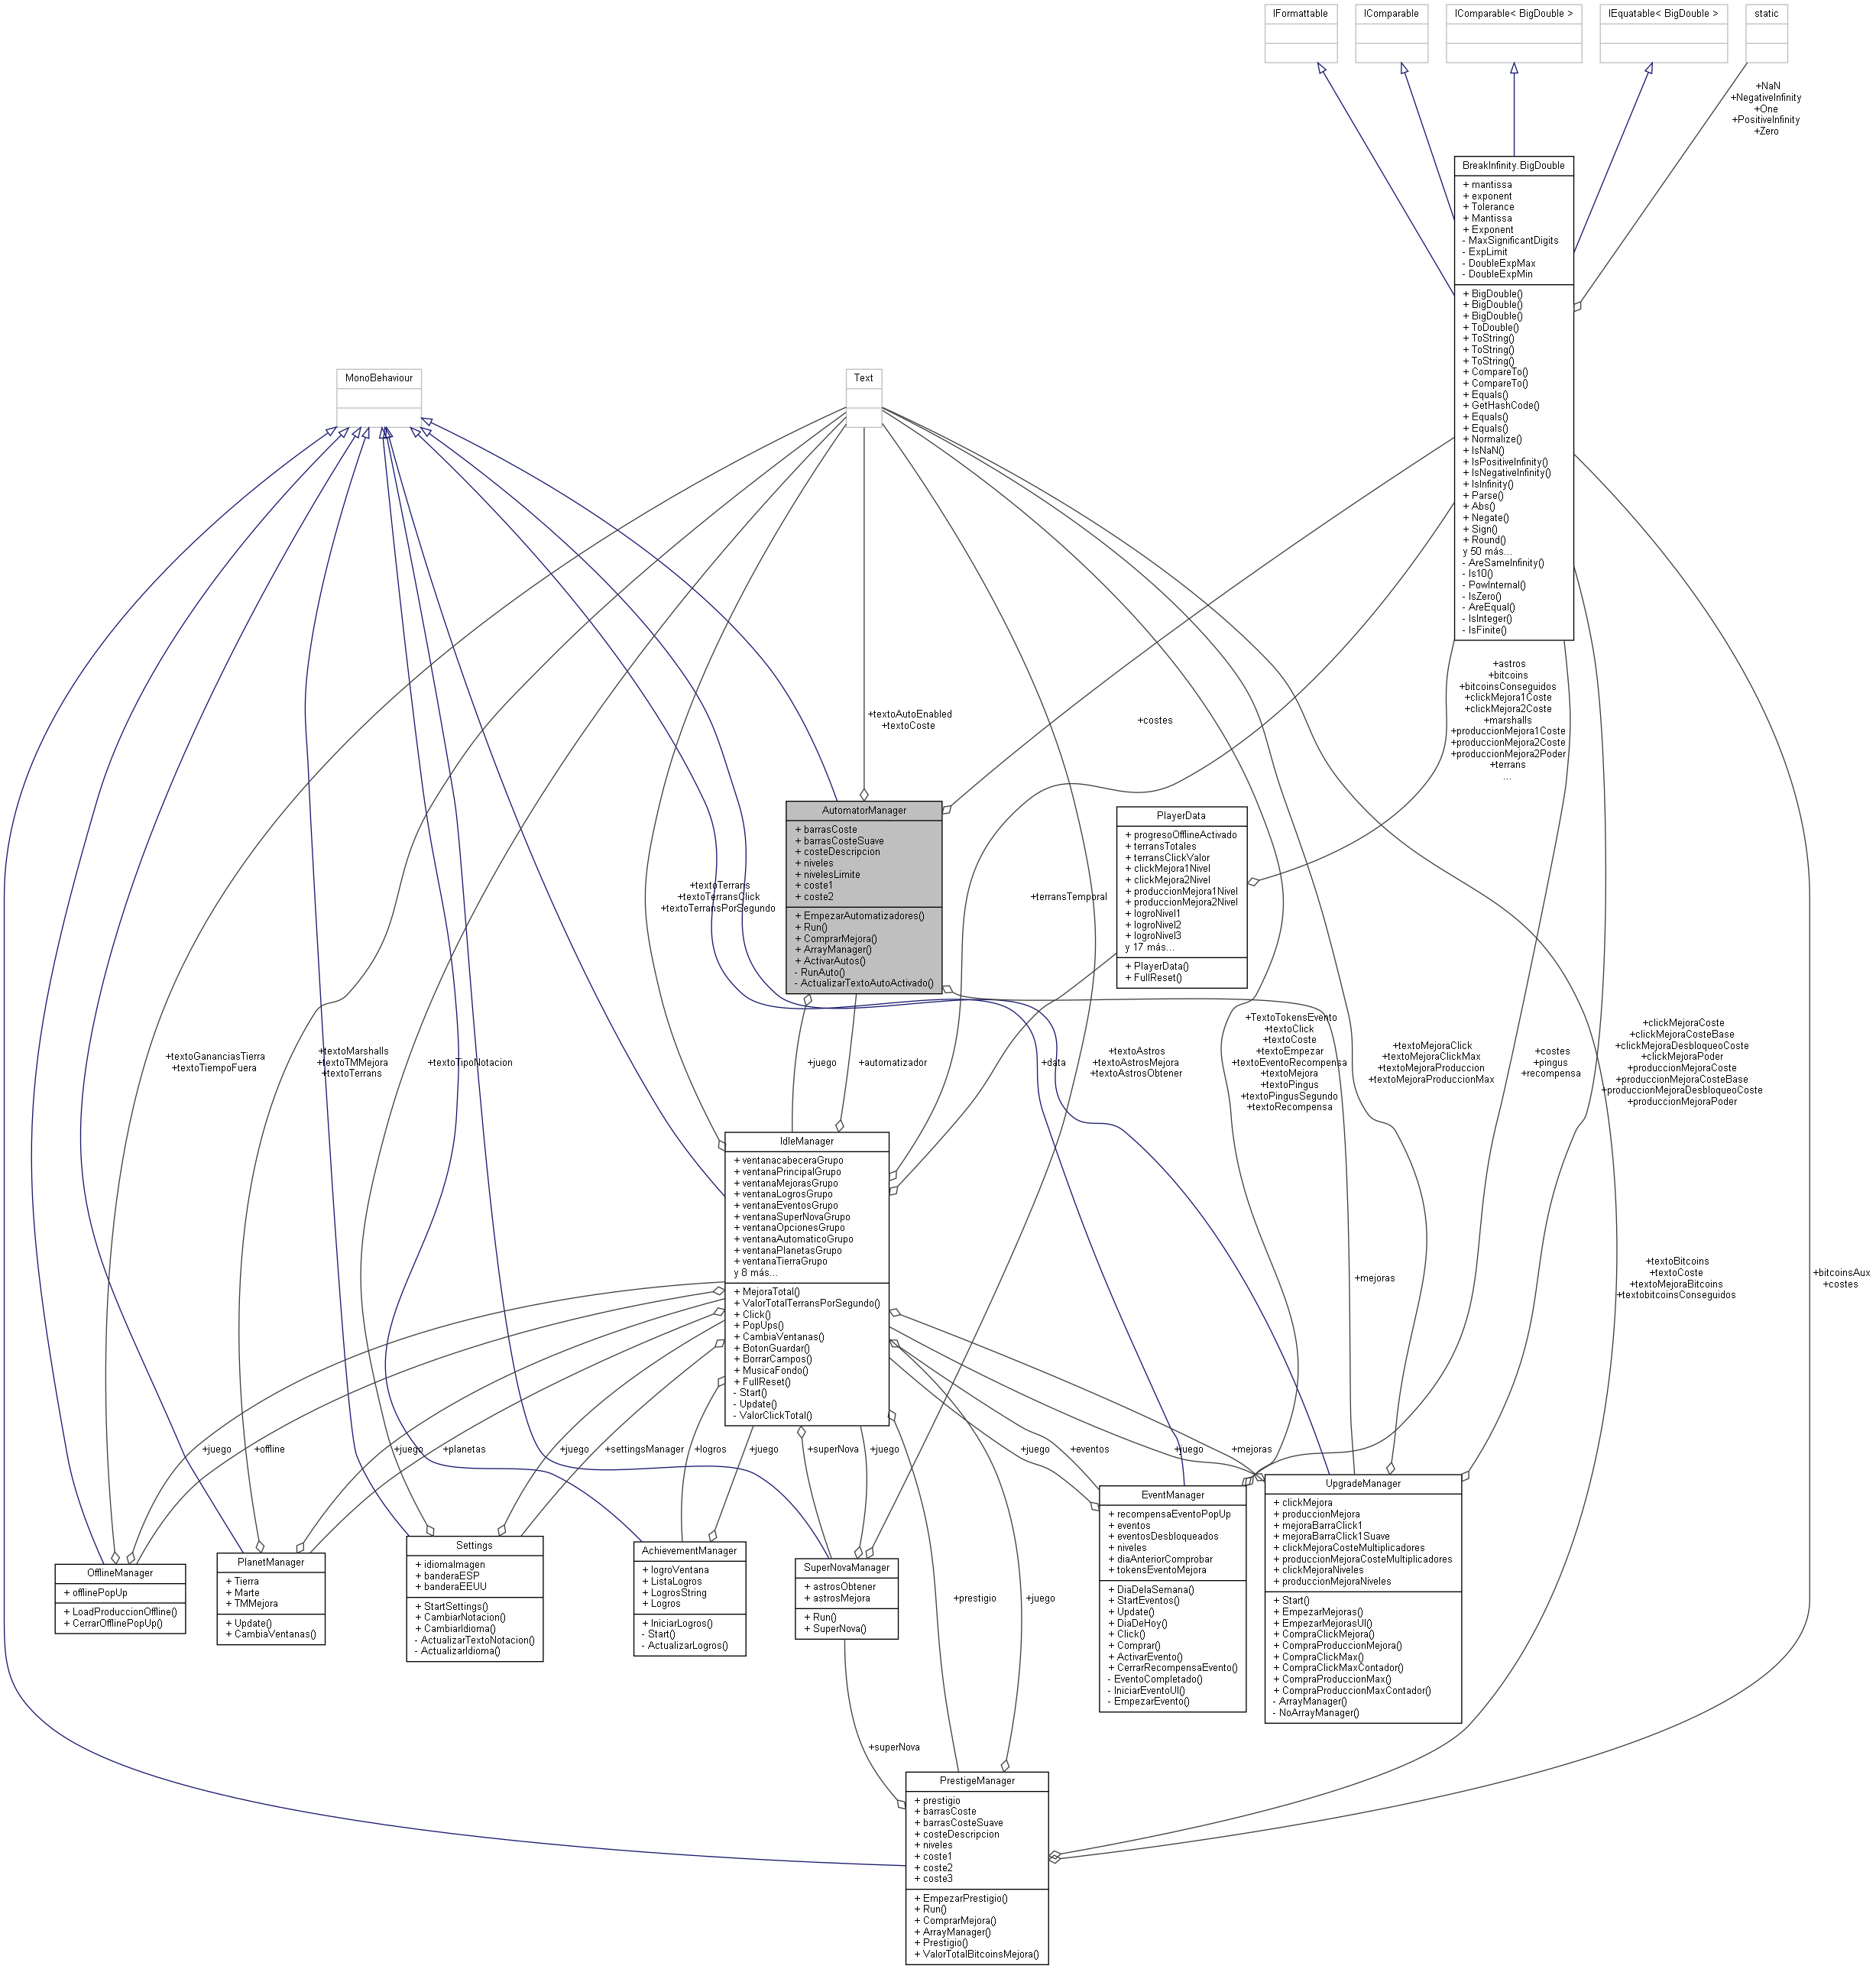 IFormattable
IComparable
IComparable< BigDouble >
IEquatable< BigDouble >
static
+NaN
+NegativeInfinity
+One
+PositiveInfinity
+Zero
BreakInfinity.BigDouble
+ mantissa
+ exponent
+ Tolerance
+ Mantissa
+ Exponent
- MaxSignificantDigits
- ExpLimit
- DoubleExpMax
- DoubleExpMin
+ BigDouble()
+ BigDouble()
+ BigDouble()
+ ToDouble()
+ ToString()
+ ToString()
+ ToString()
+ CompareTo()
+ CompareTo()
+ Equals()
+ GetHashCode()
+ Equals()
+ Equals()
+ Normalize()
+ IsNaN()
+ IsPositiveInfinity()
+ IsNegativeInfinity()
+ IsInfinity()
+ Parse()
+ Abs()
+ Negate()
+ Sign()
+ Round()
y 50 más...
- AreSameInfinity()
- Is10()
- PowInternal()
- IsZero()
- AreEqual()
- IsInteger()
- IsFinite()
MonoBehaviour
Text
+textoAutoEnabled
+textoCoste
+costes
+astros
+bitcoins
+bitcoinsConseguidos
+clickMejora1Coste
+clickMejora2Coste
+marshalls
+produccionMejora1Coste
+produccionMejora2Coste
+produccionMejora2Poder
+terrans
...
AutomatorManager
+ barrasCoste
+ barrasCosteSuave
+ costeDescripcion
+ niveles
+ nivelesLimite
+ coste1
+ coste2
+ EmpezarAutomatizadores()
+ Run()
+ ComprarMejora()
+ ArrayManager()
+ ActivarAutos()
- RunAuto()
- ActualizarTextoAutoActivado()
PlayerData
+ progresoOfflineActivado
+ terransTotales
+ terransClickValor
+ clickMejora1Nivel
+ clickMejora2Nivel
+ produccionMejora1Nivel
+ produccionMejora2Nivel
+ logroNivel1
+ logroNivel2
+ logroNivel3
y 17 más...
+ PlayerData()
+ FullReset()
+textoTerrans
+textoTerransClick
+textoTerransPorSegundo
+terransTemporal
+textoGananciasTierra
+textoTiempoFuera
+textoMarshalls
+textoTMMejora
+textoTerrans
+textoTipoNotacion
+juego
+automatizador
+data
+textoAstros
+textoAstrosMejora
+textoAstrosObtener
+TextoTokensEvento
+textoClick
+textoCoste
+textoEmpezar
+textoEventoRecompensa
+textoMejora
+textoPingus
+textoPingusSegundo
+textoRecompensa
+textoMejoraClick
+textoMejoraClickMax
+textoMejoraProduccion
+textoMejoraProduccionMax
+costes
+pingus
+recompensa
+clickMejoraCoste
+clickMejoraCosteBase
+clickMejoraDesbloqueoCoste
+clickMejoraPoder
+produccionMejoraCoste
+produccionMejoraCosteBase
+produccionMejoraDesbloqueoCoste
+produccionMejoraPoder
IdleManager
+ ventanacabeceraGrupo
+ ventanaPrincipalGrupo
+ ventanaMejorasGrupo
+ ventanaLogrosGrupo
+ ventanaEventosGrupo
+ ventanaSuperNovaGrupo
+ ventanaOpcionesGrupo
+ ventanaAutomaticoGrupo
+ ventanaPlanetasGrupo
+ ventanaTierraGrupo
y 8 más...
+ MejoraTotal()
+ ValorTotalTerransPorSegundo()
+ Click()
+ PopUps()
+ CambiaVentanas()
+ BotonGuardar()
+ BorrarCampos()
+ MusicaFondo()
+ FullReset()
- Start()
- Update()
- ValorClickTotal()
+mejoras
+textoBitcoins
+textoCoste
+textoMejoraBitcoins
+textobitcoinsConseguidos
+bitcoinsAux
+costes
+juego
+offline
+juego
+planetas
+juego
+settingsManager
+logros
+juego
+superNova
+juego
+juego
+eventos
+juego
+mejoras
OfflineManager
+ offlinePopUp
+ LoadProduccionOffline()
+ CerrarOfflinePopUp()
PlanetManager
+ Tierra
+ Marte
+ TMMejora
+ Update()
+ CambiaVentanas()
Settings
+ idiomaImagen
+ banderaESP
+ banderaEEUU
+ StartSettings()
+ CambiarNotacion()
+ CambiarIdioma()
- ActualizarTextoNotacion()
- ActualizarIdioma()
AchievementManager
+ logroVentana
+ ListaLogros
+ LogrosString
+ Logros
+ IniciarLogros()
- Start()
- ActualizarLogros()
SuperNovaManager
+ astrosObtener
+ astrosMejora
+ Run()
+ SuperNova()
EventManager
+ recompensaEventoPopUp
+ eventos
+ eventosDesbloqueados
+ niveles
+ diaAnteriorComprobar
+ tokensEventoMejora
+ DiaDelaSemana()
+ StartEventos()
+ Update()
+ DiaDeHoy()
+ Click()
+ Comprar()
+ ActivarEvento()
+ CerrarRecompensaEvento()
- EventoCompletado()
- IniciarEventoUI()
- EmpezarEvento()
UpgradeManager
+ clickMejora
+ produccionMejora
+ mejoraBarraClick1
+ mejoraBarraClick1Suave
+ clickMejoraCosteMultiplicadores
+ produccionMejoraCosteMultiplicadores
+ clickMejoraNiveles
+ produccionMejoraNiveles
+ Start()
+ EmpezarMejoras()
+ EmpezarMejorasUI()
+ CompraClickMejora()
+ CompraProduccionMejora()
+ CompraClickMax()
+ CompraClickMaxContador()
+ CompraProduccionMax()
+ CompraProduccionMaxContador()
- ArrayManager()
- NoArrayManager()
+prestigio
+juego
+superNova
PrestigeManager
+ prestigio
+ barrasCoste
+ barrasCosteSuave
+ costeDescripcion
+ niveles
+ coste1
+ coste2
+ coste3
+ EmpezarPrestigio()
+ Run()
+ ComprarMejora()
+ ArrayManager()
+ Prestigio()
+ ValorTotalBitcoinsMejora()